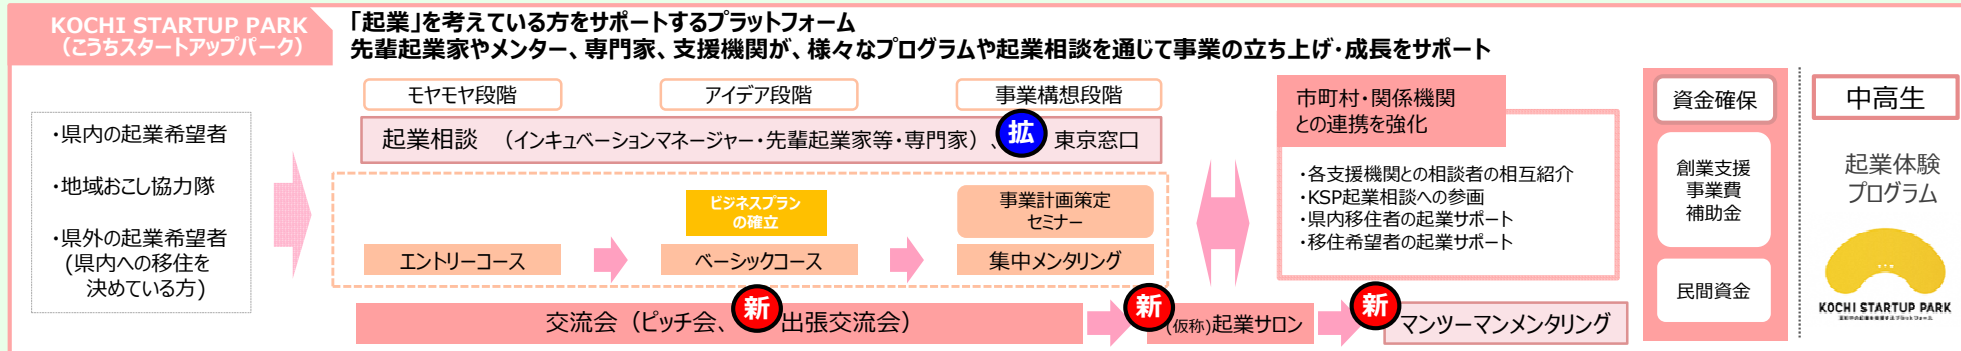 KOCHI STARTUP PARK
（こうちスタートアップパーク）
「起業」を考えている方をサポートするプラットフォーム
先輩起業家やメンター、専門家、支援機関が、様々なプログラムや起業相談を通じて事業の立ち上げ・成長をサポート
・県内の起業希望者
・地域おこし協力隊
・県外の起業希望者
(県内への移住を
決めている方)
モヤモヤ段階
アイデア段階
事業構想段階
起業相談 （インキュベーションマネージャー・先輩起業家等・専門家）、拡 東京窓口
ビジネスプラン
の確立
事業計画策定
セミナー
エントリーコース
ベーシックコース
集中メンタリング
交流会（ピッチ会、新 出張交流会）
新
(仮称)起業サロン
新
マンツーマンメンタリング
市町村・関係機関
との連携を強化
・各支援機関との相談者の相互紹介
・KSP起業相談への参画
・県内移住者の起業サポート
・移住希望者の起業サポート
資金確保
創業支援
事業費
補助金
民間資金
中高生
起業体験
プログラム
KOCHI STARTUP PARK